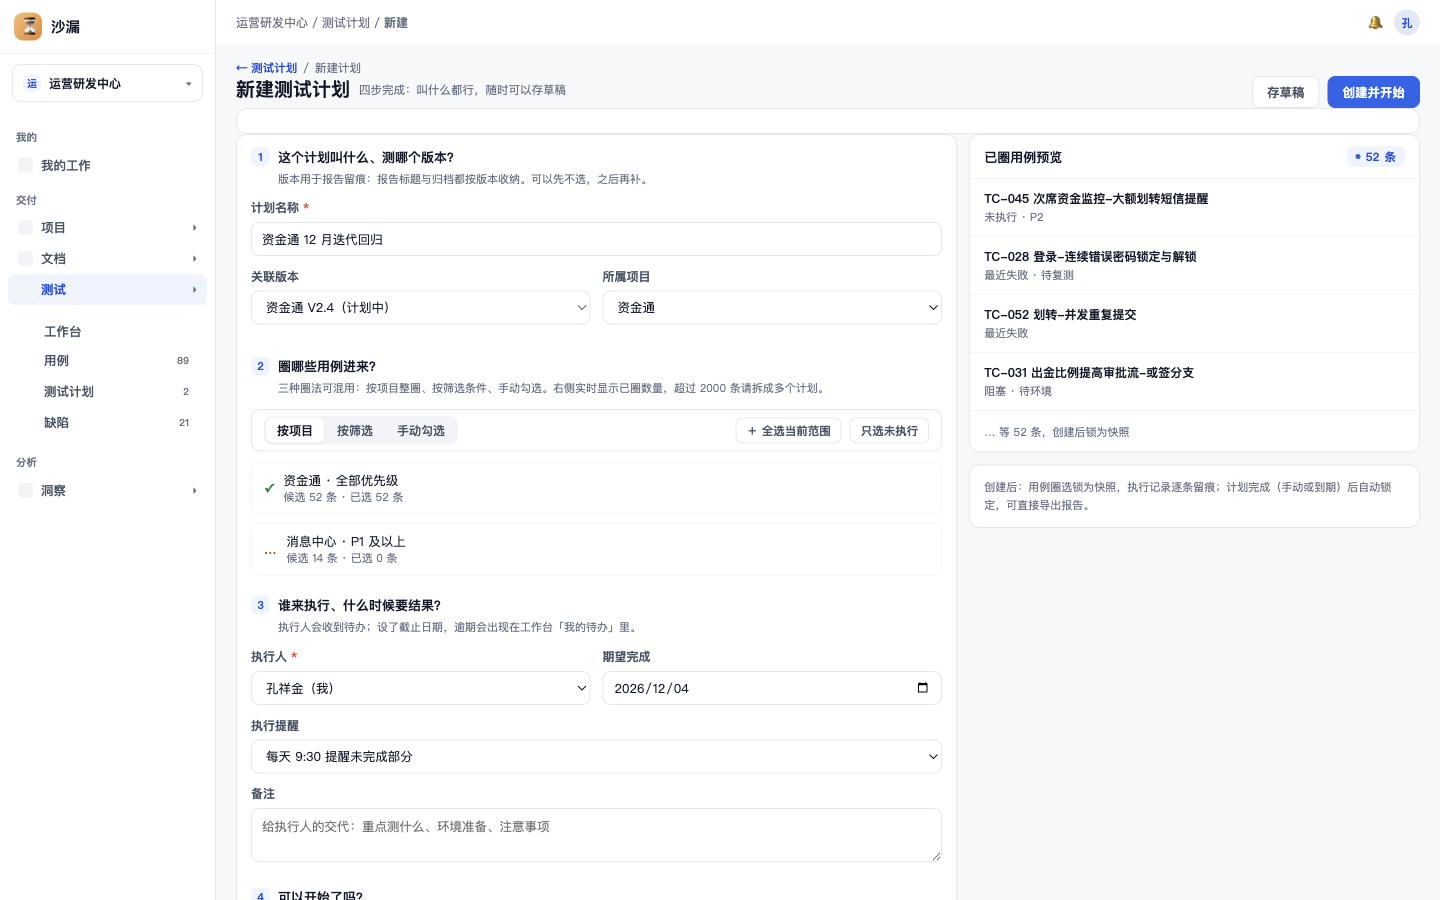 沙漏
运 运营研发中心
我的
我的工作
交付
项目
文档
测试
工作台
用例 89
测试计划 2
缺陷 21
分析
洞察
运营研发中心 / 测试计划 / 新建
孔
← 测试计划 / 新建计划
新建测试计划 四步完成：叫什么都行，随时可以存草稿
存草稿 创建并开始
1 这个计划叫什么、测哪个版本？
版本用于报告留痕：报告标题与归档都按版本收纳。可以先不选，之后再补。
计划名称 *
资金通 12 月迭代回归
关联版本 所属项目
资金通 V2.4（计划中） 资金通
2 圈哪些用例进来？
三种圈法可混用：按项目整圈、按筛选条件、手动勾选。右侧实时显示已圈数量，超过 2000 条请拆成多个计划。
按项目 按筛选 手动勾选 ＋ 全选当前范围 只选未执行
✓ 资金通 · 全部优先级
候选 52 条 · 已选 52 条
… 消息中心 · P1 及以上
候选 14 条 · 已选 0 条
3 谁来执行、什么时候要结果？
执行人会收到待办；设了截止日期，逾期会出现在工作台「我的待办」里。
执行人 * 期望完成
孔祥金（我） 2026/12/04
执行提醒
每天 9:30 提醒未完成部分
备注
给执行人的交代：重点测什么、环境准备、注意事项
4 可以开始了吗？
已圈用例预览 • 52 条
TC-045 次席资金监控-大额划转短信提醒
未执行 · P2
TC-028 登录-连续错误密码锁定与解锁
最近失败 · 待复测
TC-052 划转-并发重复提交
最近失败
TC-031 出金比例提高审批流-或签分支
阻塞 · 待环境
… 等 52 条，创建后锁为快照
创建后：用例圈选锁为快照，执行记录逐条留痕；计划完成（手动或到期）后自动锁
定，可直接导出报告。